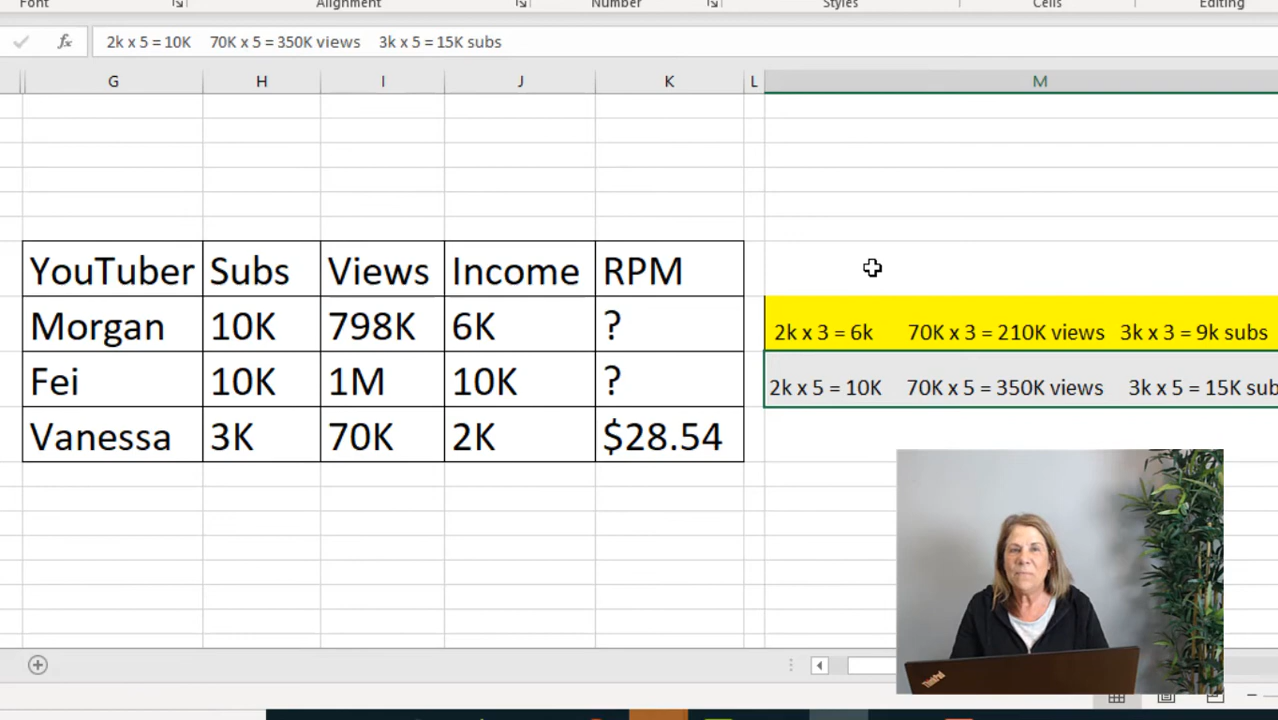 Font Alignment Number Styles Cells Editing
fx 2k x 5 = 10K 70K x 5 = 350K views 3k x 5 = 15K subs
G H I J K L M
YouTuber Subs Views Income RPM
Morgan 10K 798K 6K ? 2k x 3 = 6k 70K x 3 = 210K views 3k x 3 = 9k subs
Fei 10K 1M 10K ? 2k x 5 = 10K 70K x 5 = 350K views 3k x 5 = 15K sub
Vanessa 3K 70K 2K $28.54
ThinkPad